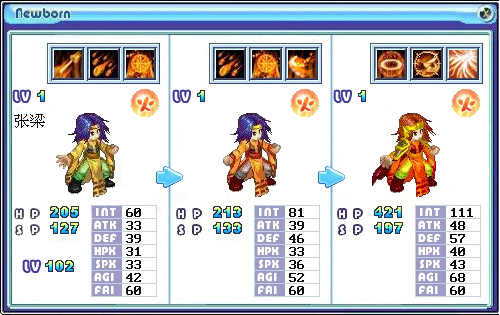 Newborn
LV 1
张梁
火
HP 205
SP 127
LV 102
INT 60
ATK 33
DEF 39
HPX 31
SPX 33
AGI 42
FAI 60
LV 1
火
HP 213
SP 133
INT 81
ATK 39
DEF 46
HPX 33
SPX 36
AGI 52
FAI 60
LV 1
火
HP 421
SP 197
INT 111
ATK 48
DEF 57
HPX 40
SPX 43
AGI 68
FAI 60